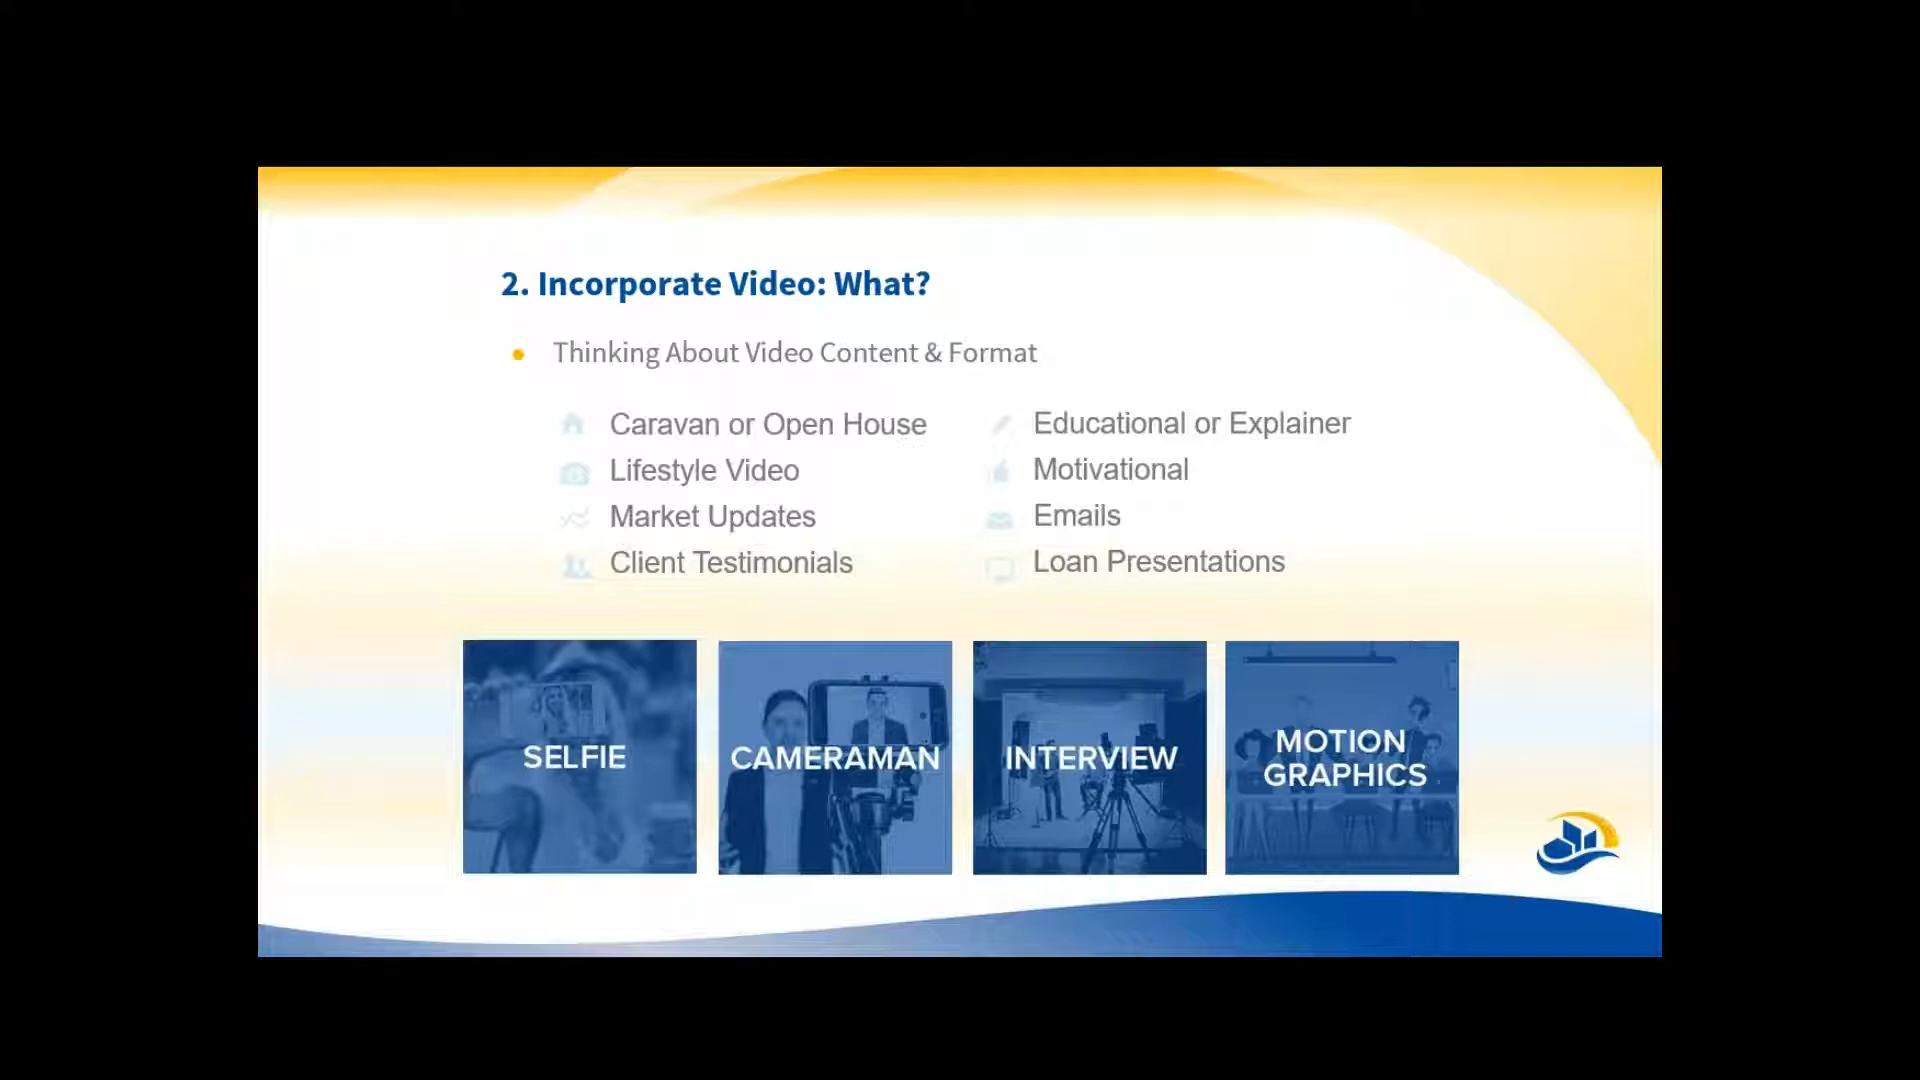 2. Incorporate Video: What?
Thinking About Video Content & Format
Caravan or Open House
Lifestyle Video
Market Updates
Client Testimonials
Educational or Explainer
Motivational
Emails
Loan Presentations
SELFIE
CAMERAMAN
INTERVIEW
MOTION
GRAPHICS